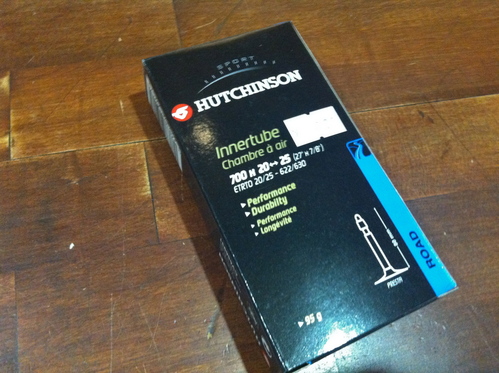 SPORT
HUTCHINSON
Innertube
Chambre à air
700 x 20↔25 (27" x 7/8")
ETRTO 20/25 - 622/630
▸ Performance
▸ Durabilty
▸ Performance
▸ Longévité
ROAD
PRESTA
▸ 95 g